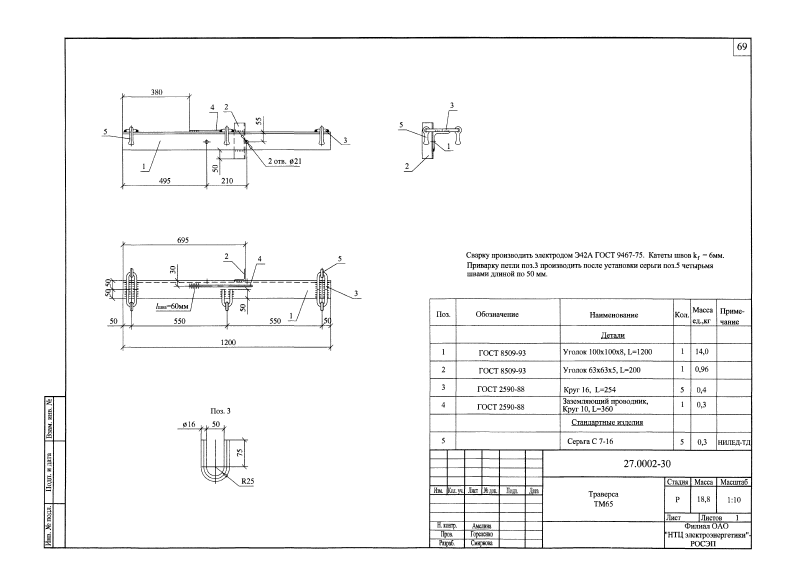 69
380
4
2
55
5
3
1
50
2 отв. ø21
495
210
3
5
1
2
695
5
2
4
30
50
50
lшв=60мм
50
3
1
50
550
550
50
1200
Сварку производить электродом Э42А ГОСТ 9467-75. Катеты швов kf = 6мм.
Приварку петли поз.3 производить после установки серьги поз.5 четырьмя
швами длиной по 50 мм.
Поз. Обозначение Наименование Кол. Масса ед.,кг Приме- чание
Детали
1 ГОСТ 8509-93 Уголок 100х100х8, L=1200 1 14,0
2 ГОСТ 8509-93 Уголок 63х63х5, L=200 1 0,96
3 ГОСТ 2590-88 Круг 16, L=254 5 0,4
4 ГОСТ 2590-88 Заземляющий проводник, Круг 10, L=360 1 0,3
Стандартные изделия
5 Серьга С 7-16 5 0,3 НИЛЕД-ТД
Поз. 3
ø16
50
75
R25
27.0002-30
Изм. Кол. уч. Лист № док. Подп. Дата
Траверса
ТМ65
Стадия Масса Масштаб
Р 18,8 1:10
Лист Листов 1
Н. контр. Амелина
Пров. Гореленко
Разраб. Смирнова
Филиал ОАО
"НТЦ электроэнергетики"-
РОСЭП
Взам. инв. №
Подп. и дата
Инв. № подл.